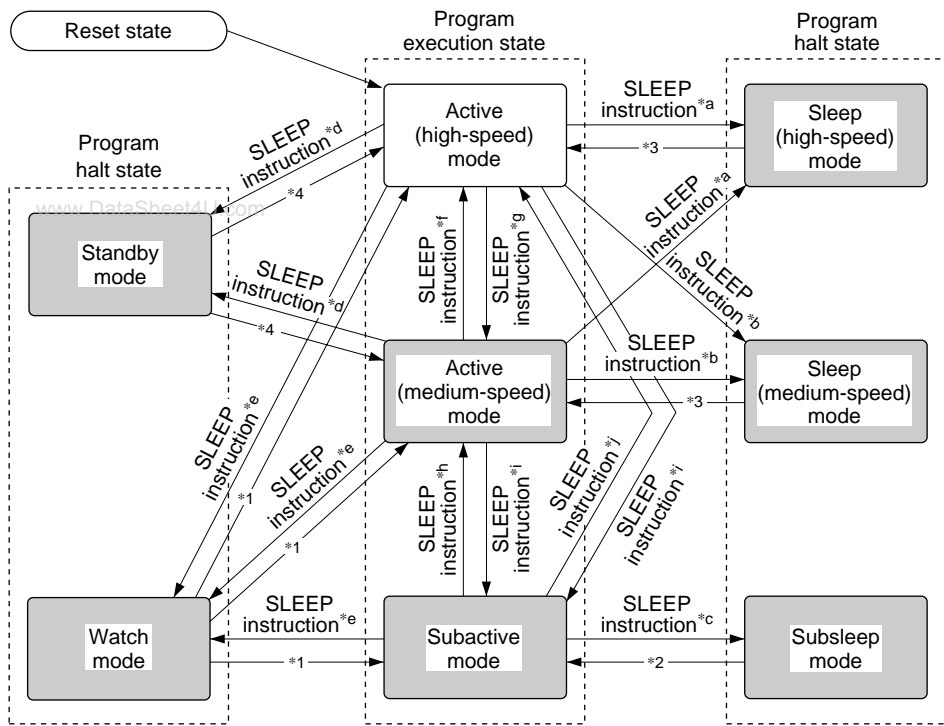 Reset state
Program
execution state
Program
halt state
Program
halt state
Active
(high-speed)
mode
SLEEP
instruction*a
*3
Sleep
(high-speed)
mode
SLEEP
instruction*d
*4
www.DataSheet4U.com
Standby
mode
SLEEP
instruction*d
*4
SLEEP
instruction*f
SLEEP
instruction*g
SLEEP
instruction*a
SLEEP
instruction*b
Active
(medium-speed)
mode
SLEEP
instruction*b
*3
Sleep
(medium-speed)
mode
SLEEP
instruction*e
*1
SLEEP
instruction*e
*1
SLEEP
instruction*h
SLEEP
instruction*i
SLEEP
instruction*j
SLEEP
instruction*i
Watch
mode
SLEEP
instruction*e
*1
Subactive
mode
SLEEP
instruction*c
*2
Subsleep
mode